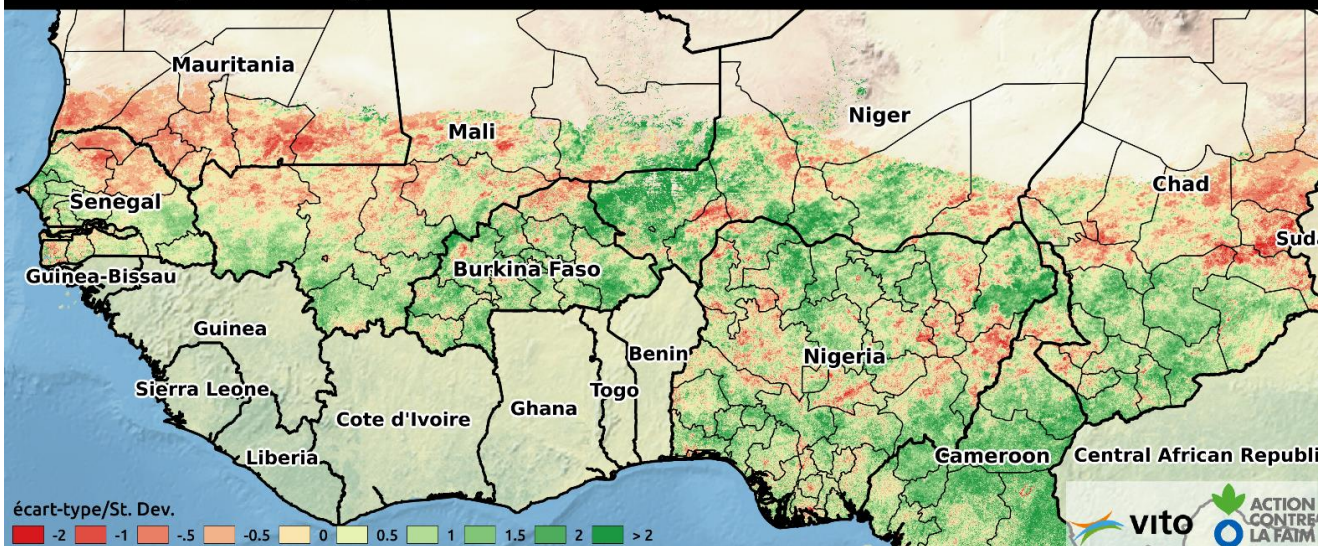 Mauritania
Mali
Niger
Chad
Senegal
Suda
Guinea-Bissau
Burkina Faso
Guinea
Benin
Nigeria
Sierra Leone
Togo
Ghana
Cote d'Ivoire
Liberia
Cameroon
Central African Republi
écart-type/St. Dev.
-2 -1 -.5 -0.5 0 0.5 1 1.5 2 > 2
vito
ACTION
CONTRE
LA FAIM